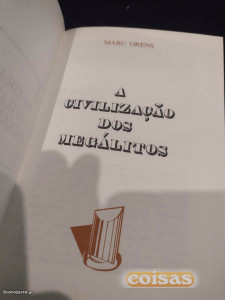 MARC ORENS
A
CIVILIZAÇÃO
DOS
MEGÁLITOS
coisas